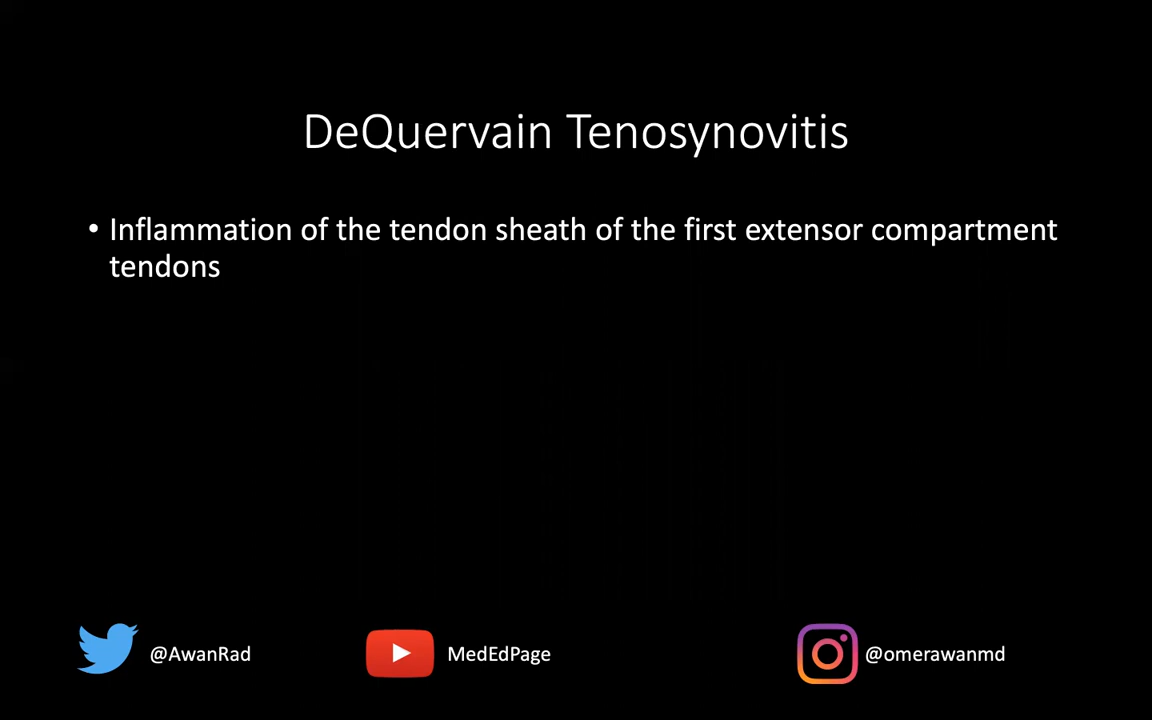 DeQuervain Tenosynovitis
• Inflammation of the tendon sheath of the first extensor compartment
tendons
@AwanRad
MedEdPage
@omerawanmd